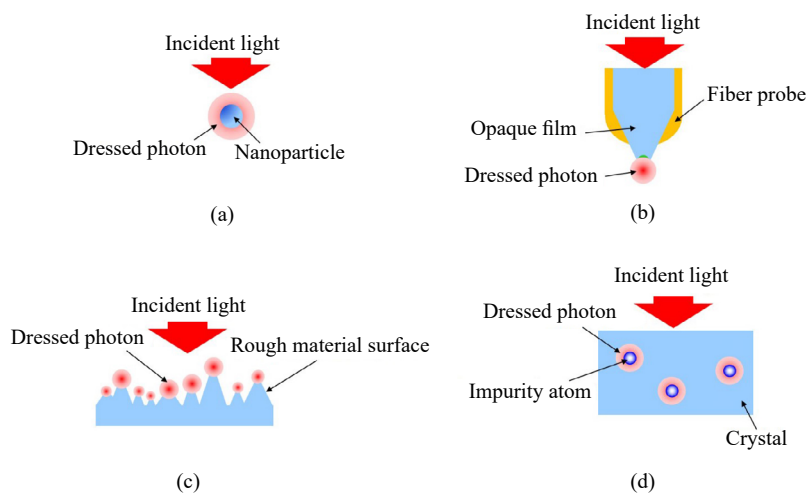 Incident light
Dressed photon
Nanoparticle
(a)
Incident light
Fiber probe
Opaque film
Dressed photon
(b)
Incident light
Dressed photon
Rough material surface
(c)
Incident light
Dressed photon
Impurity atom
Crystal
(d)